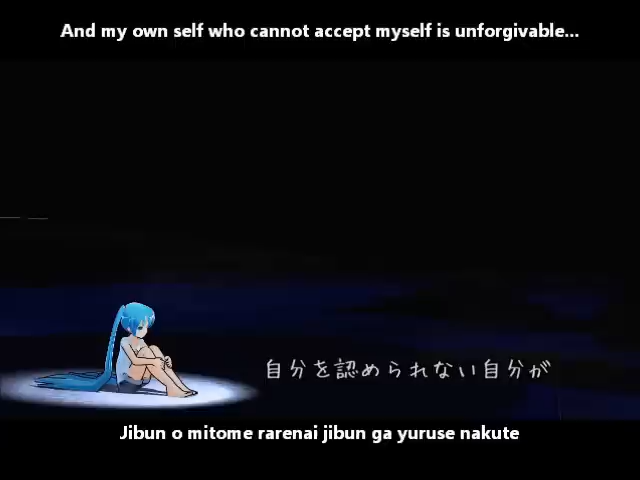 And my own self who cannot accept myself is unforgivable...
自分を認められない自分が
Jibun o mitome rarenai jibun ga yuruse nakute